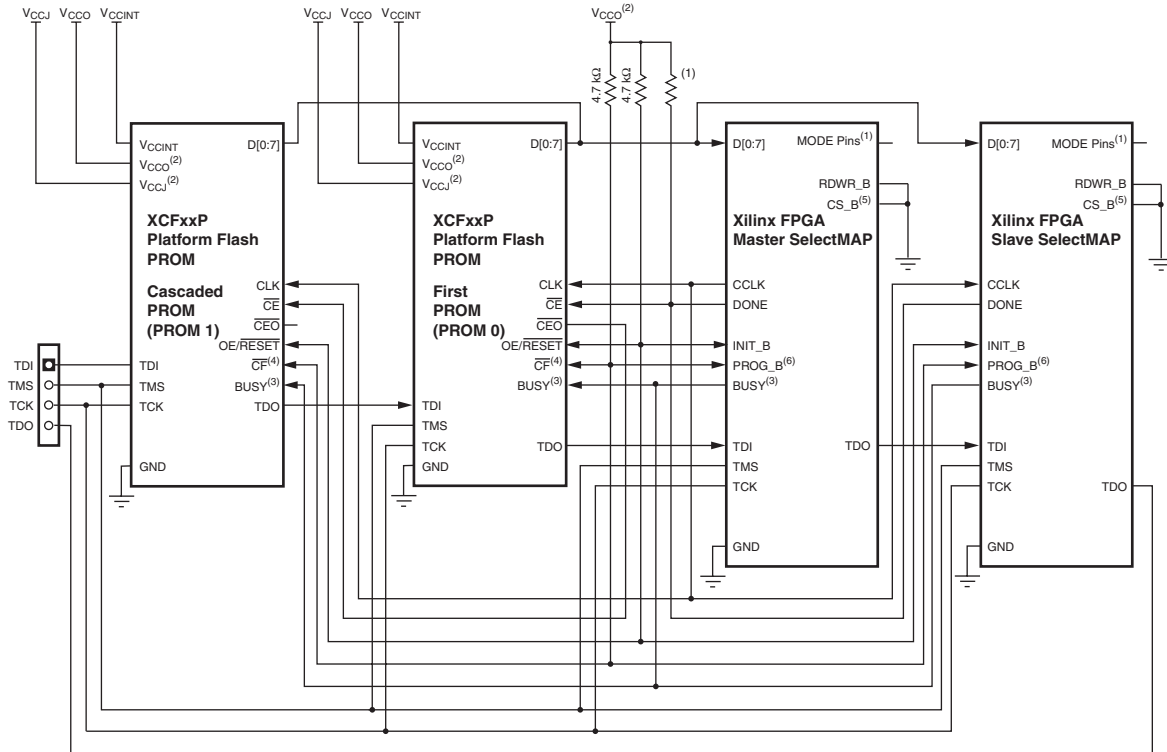 VCCJ VCCO VCCINT
VCCJ VCCO VCCINT
VCCO(2)
4.7 kΩ
4.7 kΩ
(1)
VCCINT
VCCO(2)
VCCJ(2)
D[0:7]
XCFxxP
Platform Flash
PROM
Cascaded
PROM
(PROM 1)
CLK
CE
CEO
OE/RESET
CF(4)
BUSY(3)
TDO
TDI
TMS
TCK
GND
TDI
TMS
TCK
TDO
VCCINT
VCCO(2)
VCCJ(2)
D[0:7]
XCFxxP
Platform Flash
PROM
First
PROM
(PROM 0)
CLK
CE
CEO
OE/RESET
CF(4)
BUSY(3)
TDI
TMS
TCK
TDO
GND
D[0:7]
MODE Pins(1)
RDWR_B
CS_B(5)
Xilinx FPGA
Master SelectMAP
CCLK
DONE
INIT_B
PROG_B(6)
BUSY(3)
TDI
TDO
TMS
TCK
GND
D[0:7]
MODE Pins(1)
RDWR_B
CS_B(5)
Xilinx FPGA
Slave SelectMAP
CCLK
DONE
INIT_B
PROG_B(6)
BUSY(3)
TDI
TMS
TCK
TDO
GND